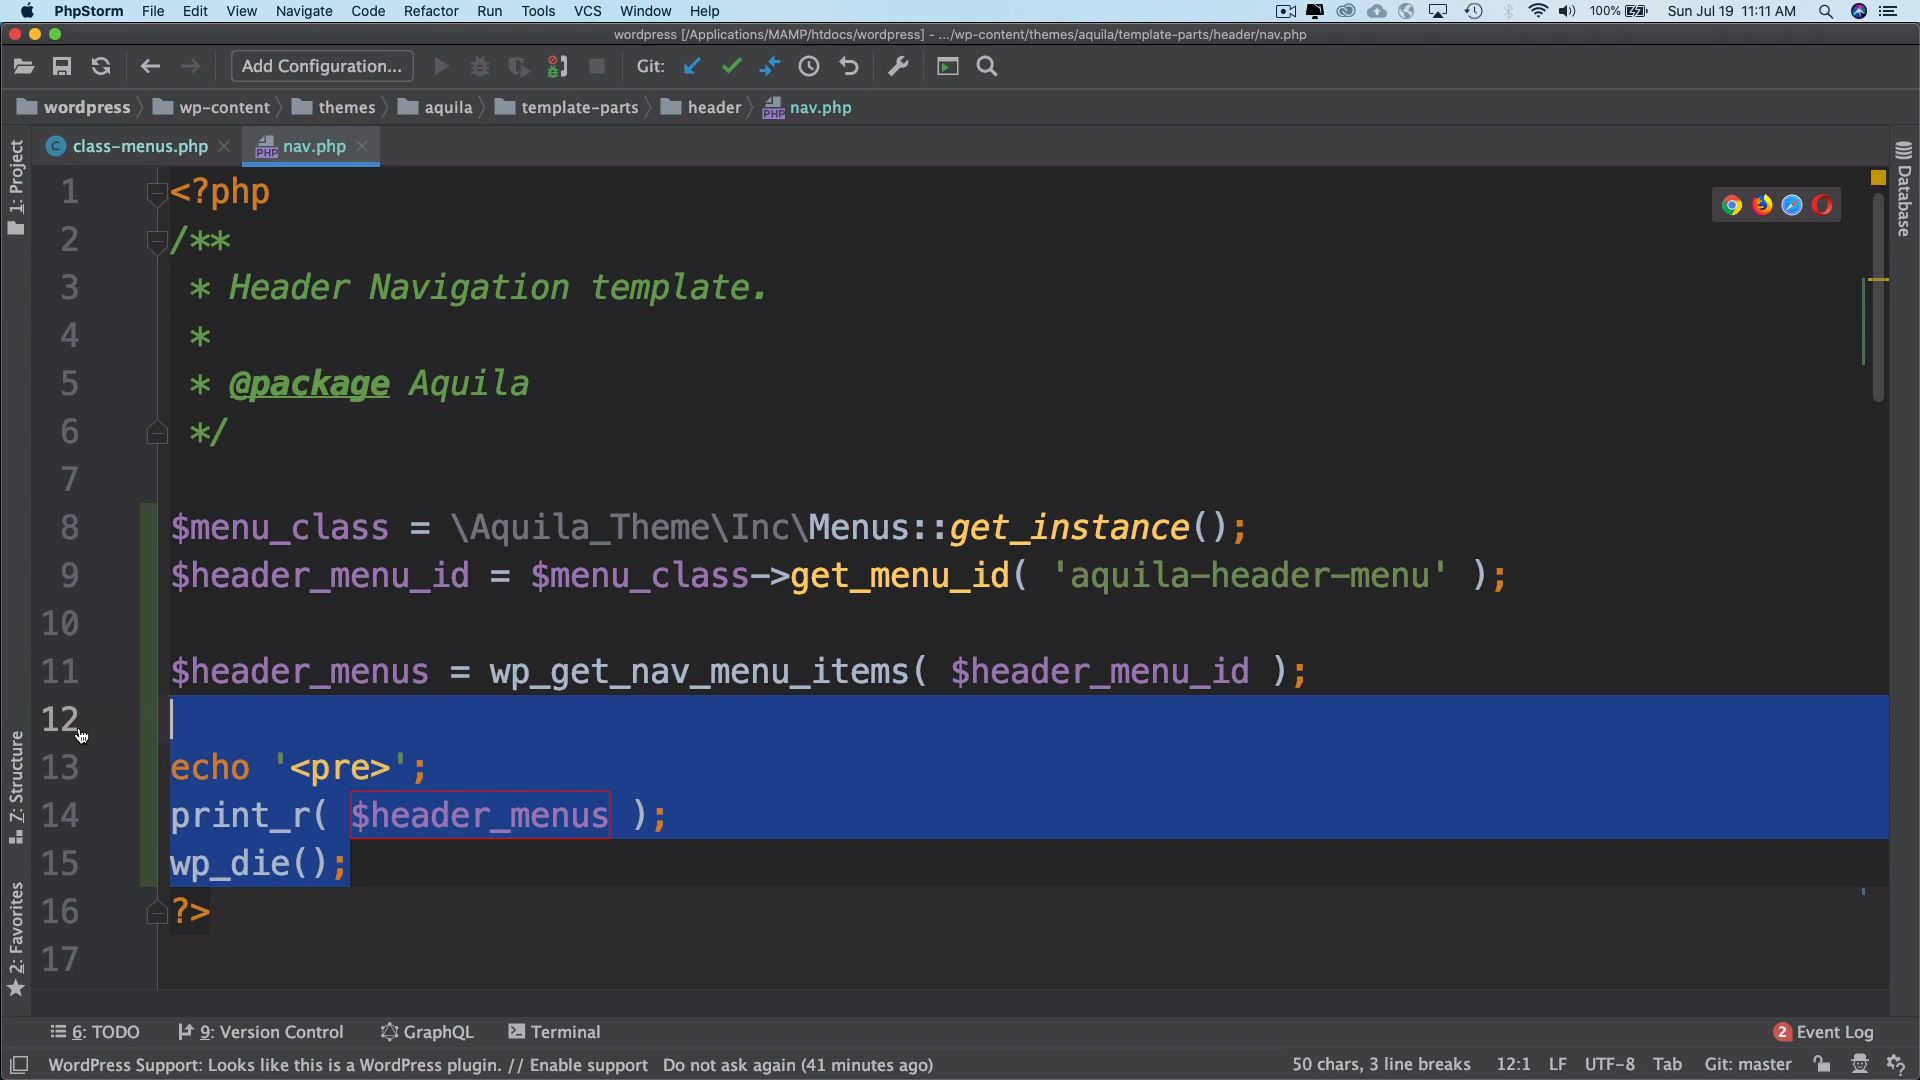 PhpStorm File Edit View Navigate Code Refactor Run Tools VCS Window Help 100% Sun Jul 19 11:11 AM
wordpress [/Applications/MAMP/htdocs/wordpress] - .../wp-content/themes/aquila/template-parts/header/nav.php
Add Configuration... Git:
wordpress wp-content themes aquila template-parts header nav.php
class-menus.php nav.php
1: Project
Database
1 <?php
2 /**
3 * Header Navigation template.
4 *
5 * @package Aquila
6 */
7
8 $menu_class = \Aquila_Theme\Inc\Menus::get_instance();
9 $header_menu_id = $menu_class->get_menu_id( 'aquila-header-menu' );
10
11 $header_menus = wp_get_nav_menu_items( $header_menu_id );
12
13 echo '<pre>';
14 print_r( $header_menus );
15 wp_die();
16 ?>
17
Z: Structure
2: Favorites
6: TODO 9: Version Control GraphQL Terminal 2 Event Log
WordPress Support: Looks like this is a WordPress plugin. // Enable support Do not ask again (41 minutes ago) 50 chars, 3 line breaks 12:1 LF UTF-8 Tab Git: master